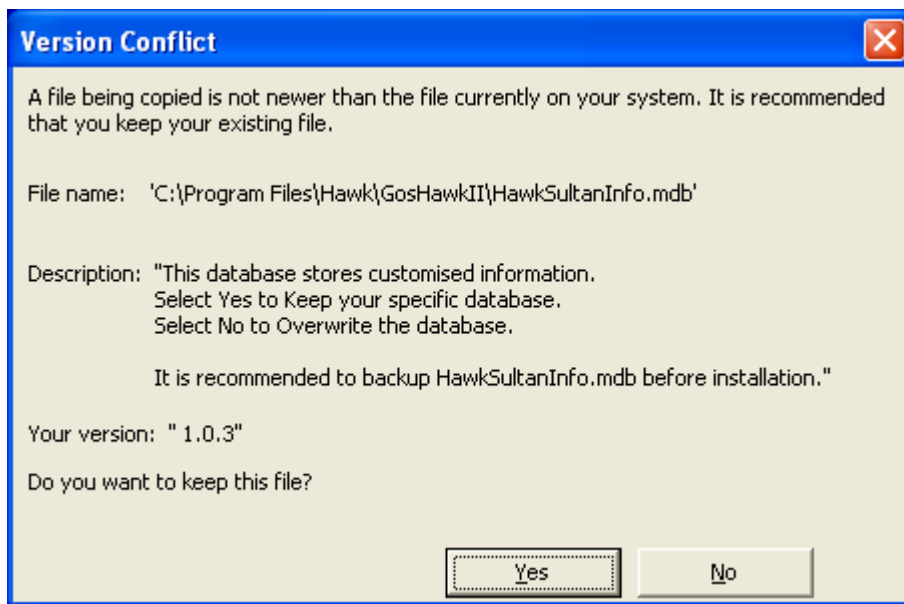 Version Conflict
A file being copied is not newer than the file currently on your system. It is recommended
that you keep your existing file.
File name: 'C:\Program Files\Hawk\GosHawkII\HawkSultanInfo.mdb'
Description: "This database stores customised information.
Select Yes to Keep your specific database.
Select No to Overwrite the database.
It is recommended to backup HawkSultanInfo.mdb before installation."
Your version: " 1.0.3"
Do you want to keep this file?
Yes No